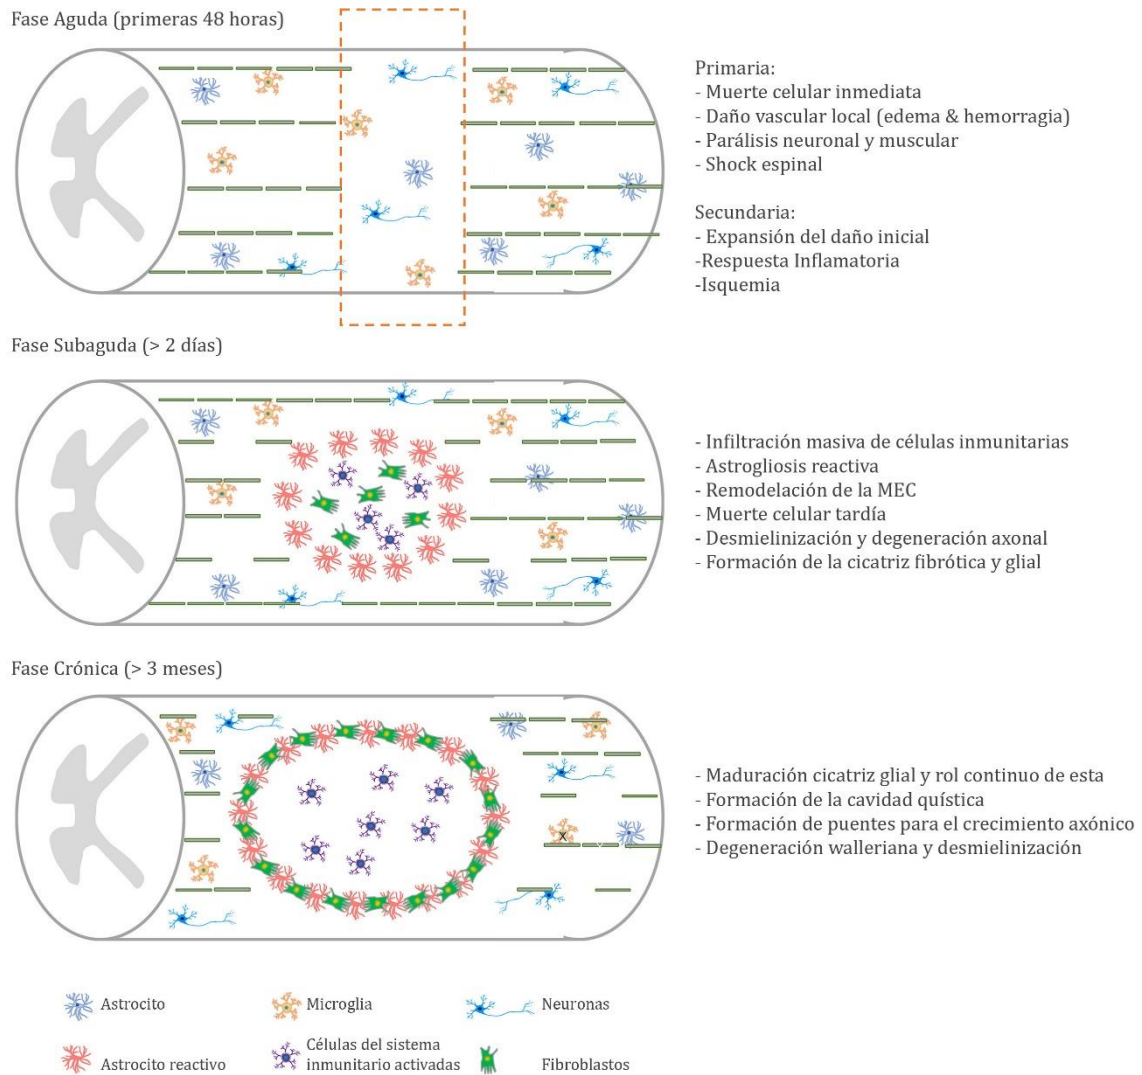 Fase Aguda (primeras 48 horas)
Primaria:
- Muerte celular inmediata
- Daño vascular local (edema & hemorragia)
- Parálisis neuronal y muscular
- Shock espinal
Secundaria:
- Expansión del daño inicial
-Respuesta Inflamatoria
-Isquemia
Fase Subaguda (> 2 días)
- Infiltración masiva de células inmunitarias
- Astrogliosis reactiva
- Remodelación de la MEC
- Muerte celular tardía
- Desmielinización y degeneración axonal
- Formación de la cicatriz fibrótica y glial
Fase Crónica (> 3 meses)
- Maduración cicatriz glial y rol continuo de esta
- Formación de la cavidad quística
- Formación de puentes para el crecimiento axónico
- Degeneración walleriana y desmielinización
Astrocito
Microglia
Neuronas
Astrocito reactivo
Células del sistema
inmunitario activadas
Fibroblastos